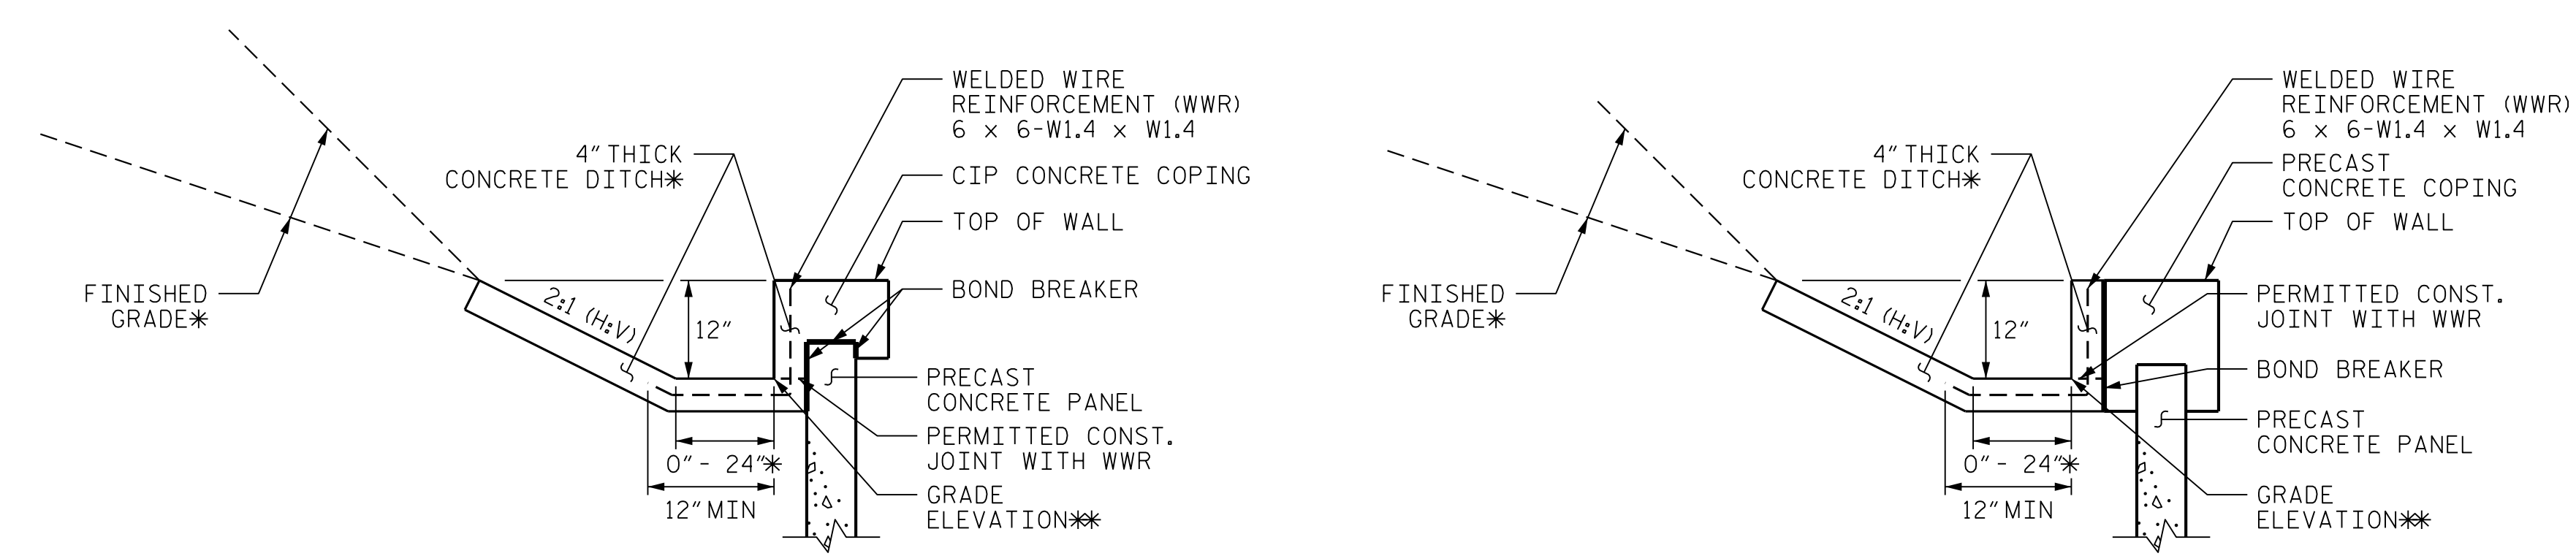 WELDED WIRE
REINFORCEMENT (WWR)
6 x 6-W1.4 x W1.4
4" THICK
CONCRETE DITCH*
CIP CONCRETE COPING
TOP OF WALL
FINISHED
GRADE*
2:1 (H:V)
12"
BOND BREAKER
PRECAST
CONCRETE PANEL
PERMITTED CONST.
JOINT WITH WWR
0" - 24"*
12" MIN
GRADE
ELEVATION**
WELDED WIRE
REINFORCEMENT (WWR)
6 x 6-W1.4 x W1.4
4" THICK
CONCRETE DITCH*
PRECAST
CONCRETE COPING
TOP OF WALL
FINISHED
GRADE*
2:1 (H:V)
12"
PERMITTED CONST.
JOINT WITH WWR
BOND BREAKER
PRECAST
CONCRETE PANEL
0" - 24"*
12" MIN
GRADE
ELEVATION**